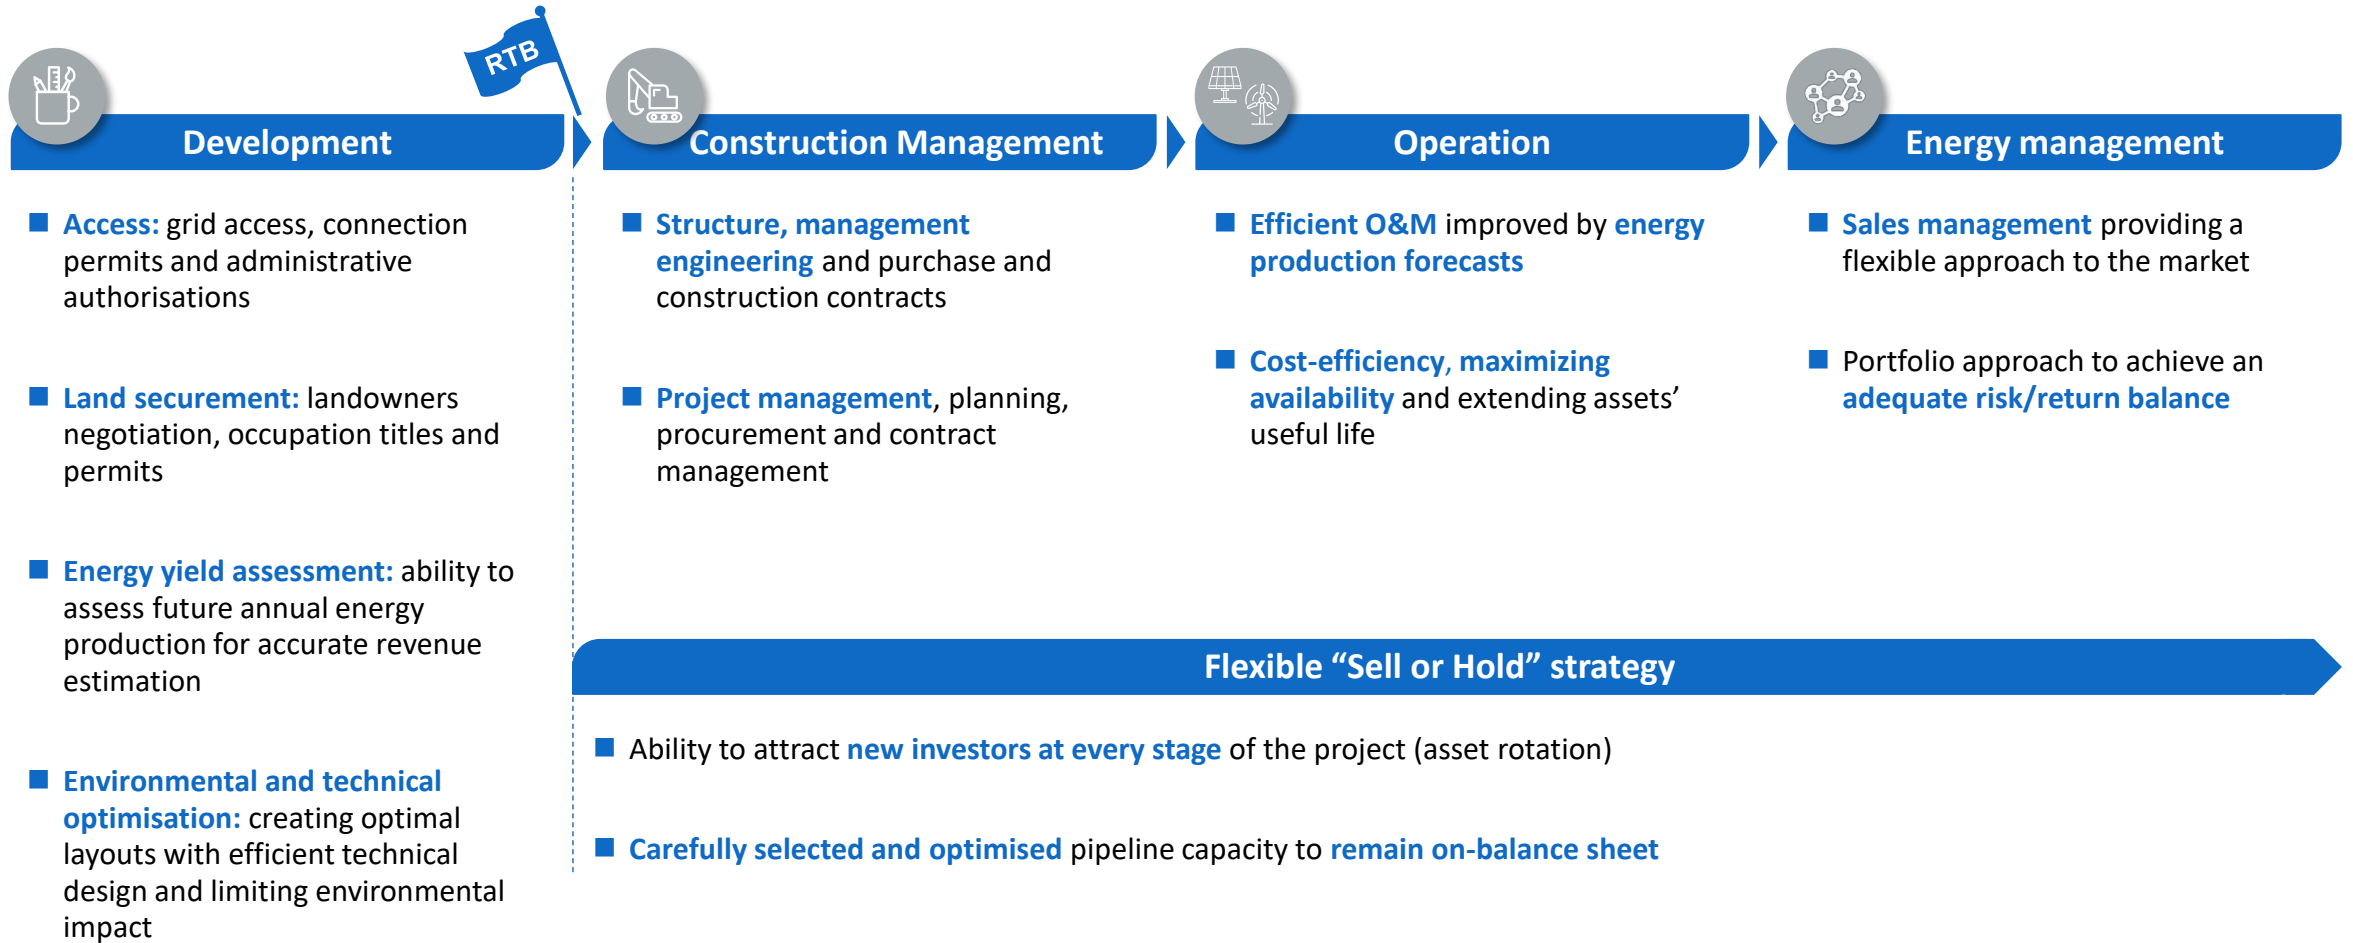 RTB
Development
Access: grid access, connection
permits and administrative
authorisations
Land securement: landowners
negotiation, occupation titles and
permits
Energy yield assessment: ability to
assess future annual energy
production for accurate revenue
estimation
Environmental and technical
optimisation: creating optimal
layouts with efficient technical
design and limiting environmental
impact
Construction Management
Structure, management
engineering and purchase and
construction contracts
Project management, planning,
procurement and contract
management
Operation
Efficient O&M improved by energy
production forecasts
Cost-efficiency, maximizing
availability and extending assets’
useful life
Energy management
Sales management providing a
flexible approach to the market
Portfolio approach to achieve an
adequate risk/return balance
Flexible “Sell or Hold” strategy
Ability to attract new investors at every stage of the project (asset rotation)
Carefully selected and optimised pipeline capacity to remain on-balance sheet